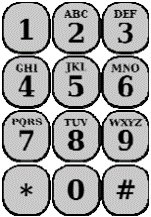 ABC DEF
1 2 3
GHI JKL MNO
4 5 6
PQRS TUV WXYZ
7 8 9
* 0 #